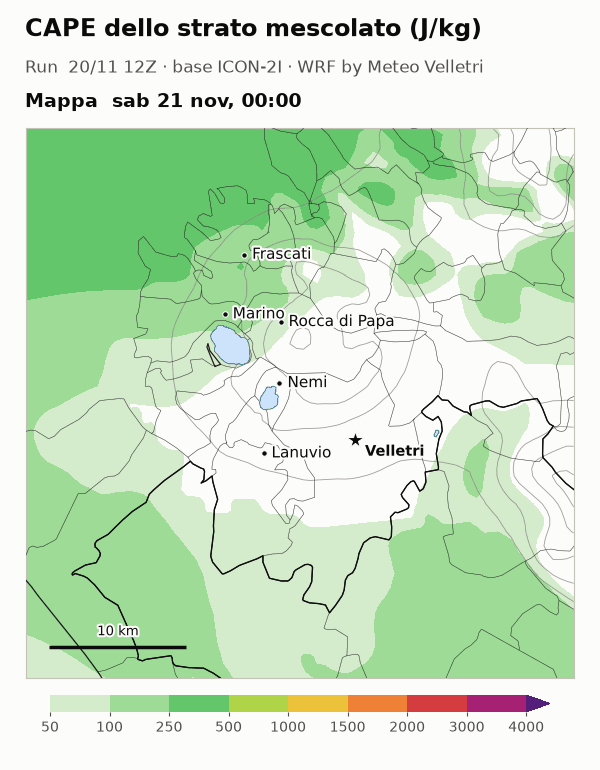 CAPE dello strato mescolato (J/kg)
Run  20/11 12Z · base ICON-2I · WRF by Meteo Velletri
Mappa  sab 21 nov, 00:00
Frascati
Marino
Rocca di Papa
Nemi
Lanuvio
Velletri
10 km
50 100 250 500 1000 1500 2000 3000 4000